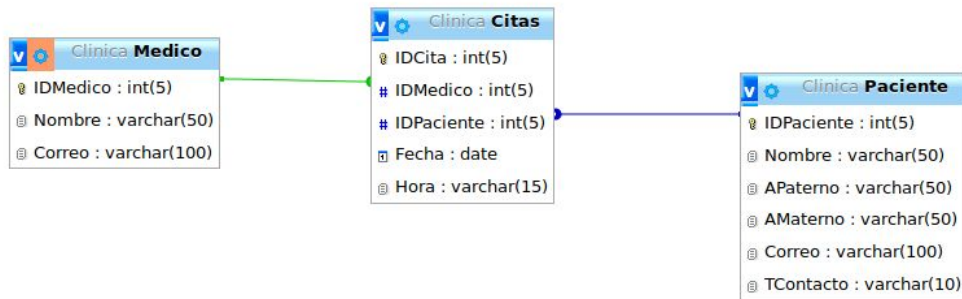 Clinica Medico
IDMedico : int(5)
Nombre : varchar(50)
Correo : varchar(100)
Clinica Citas
IDCita : int(5)
# IDMedico : int(5)
# IDPaciente : int(5)
Fecha : date
Hora : varchar(15)
Clinica Paciente
IDPaciente : int(5)
Nombre : varchar(50)
APaterno : varchar(50)
AMaterno : varchar(50)
Correo : varchar(100)
TContacto : varchar(10)